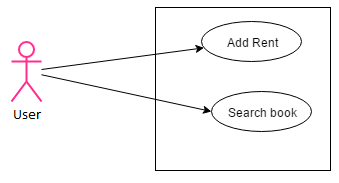 Add Rent
Search book
User